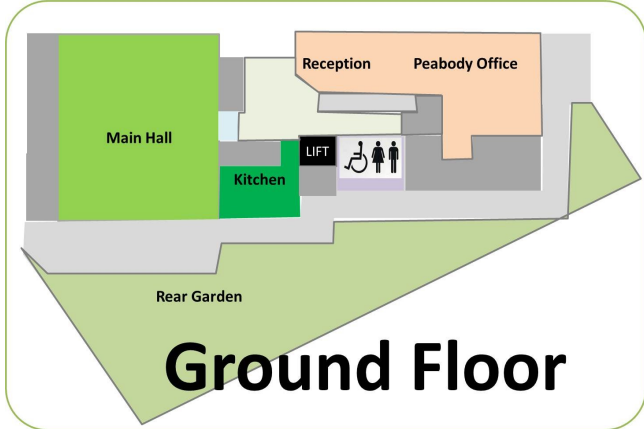 Reception
Peabody Office
Main Hall
LIFT
Kitchen
Rear Garden
Ground Floor